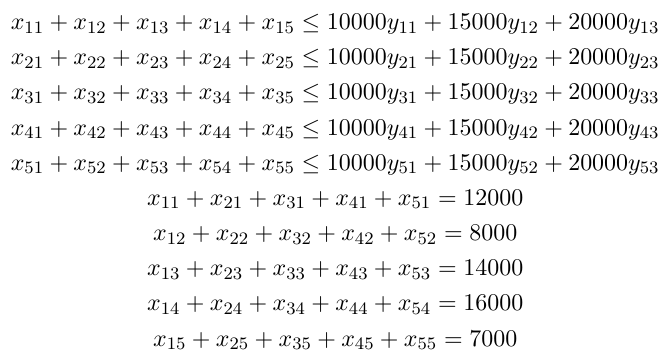 x₁₁ + x₁₂ + x₁₃ + x₁₄ + x₁₅ ≤ 10000y₁₁ + 15000y₁₂ + 20000y₁₃
x₂₁ + x₂₂ + x₂₃ + x₂₄ + x₂₅ ≤ 10000y₂₁ + 15000y₂₂ + 20000y₂₃
x₃₁ + x₃₂ + x₃₃ + x₃₄ + x₃₅ ≤ 10000y₃₁ + 15000y₃₂ + 20000y₃₃
x₄₁ + x₄₂ + x₄₃ + x₄₄ + x₄₅ ≤ 10000y₄₁ + 15000y₄₂ + 20000y₄₃
x₅₁ + x₅₂ + x₅₃ + x₅₄ + x₅₅ ≤ 10000y₅₁ + 15000y₅₂ + 20000y₅₃
x₁₁ + x₂₁ + x₃₁ + x₄₁ + x₅₁ = 12000
x₁₂ + x₂₂ + x₃₂ + x₄₂ + x₅₂ = 8000
x₁₃ + x₂₃ + x₃₃ + x₄₃ + x₅₃ = 14000
x₁₄ + x₂₄ + x₃₄ + x₄₄ + x₅₄ = 16000
x₁₅ + x₂₅ + x₃₅ + x₄₅ + x₅₅ = 7000